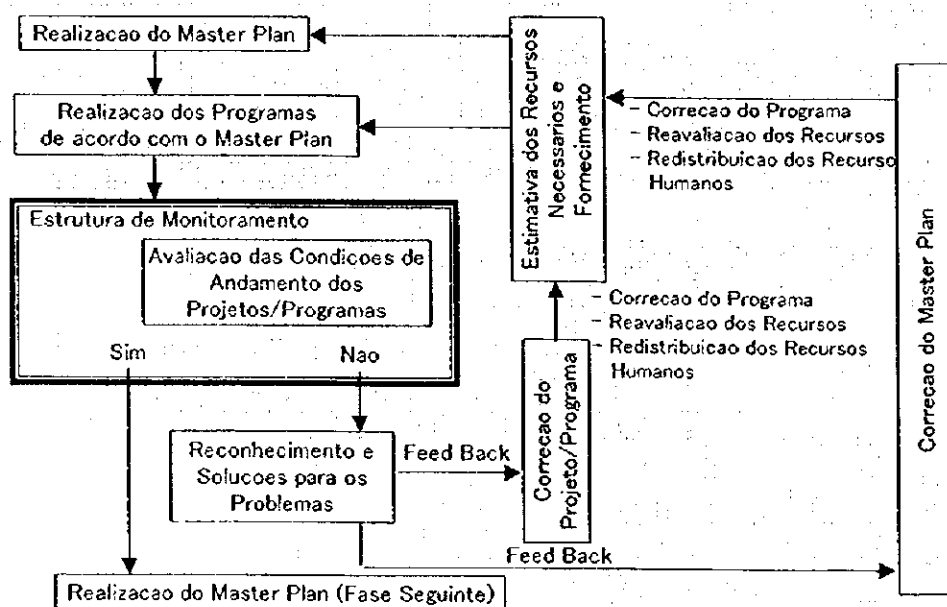 Realizacao do Master Plan
Realizacao dos Programas
de acordo com o Master Plan
Estrutura de Monitoramento
Avaliacao das Condicoes de
Andamento dos
Projetos/Programas
Sim
Nao
Reconhecimento e
Solucoes para os
Problemas
Feed Back
Feed Back
Realizacao do Master Plan (Fase Seguinte)
Correcao do
Projeto/Programa
Estimativa dos Recursos
Necessarios e
Fornecimento
- Correcao do Programa
- Reavaliacao dos Recursos
- Redistribuicao dos Recurso
Humanos
- Correcao do Programa
- Reavaliacao dos Recursos
- Redistribuicao dos Recursos
Humanos
Correcao do Master Plan